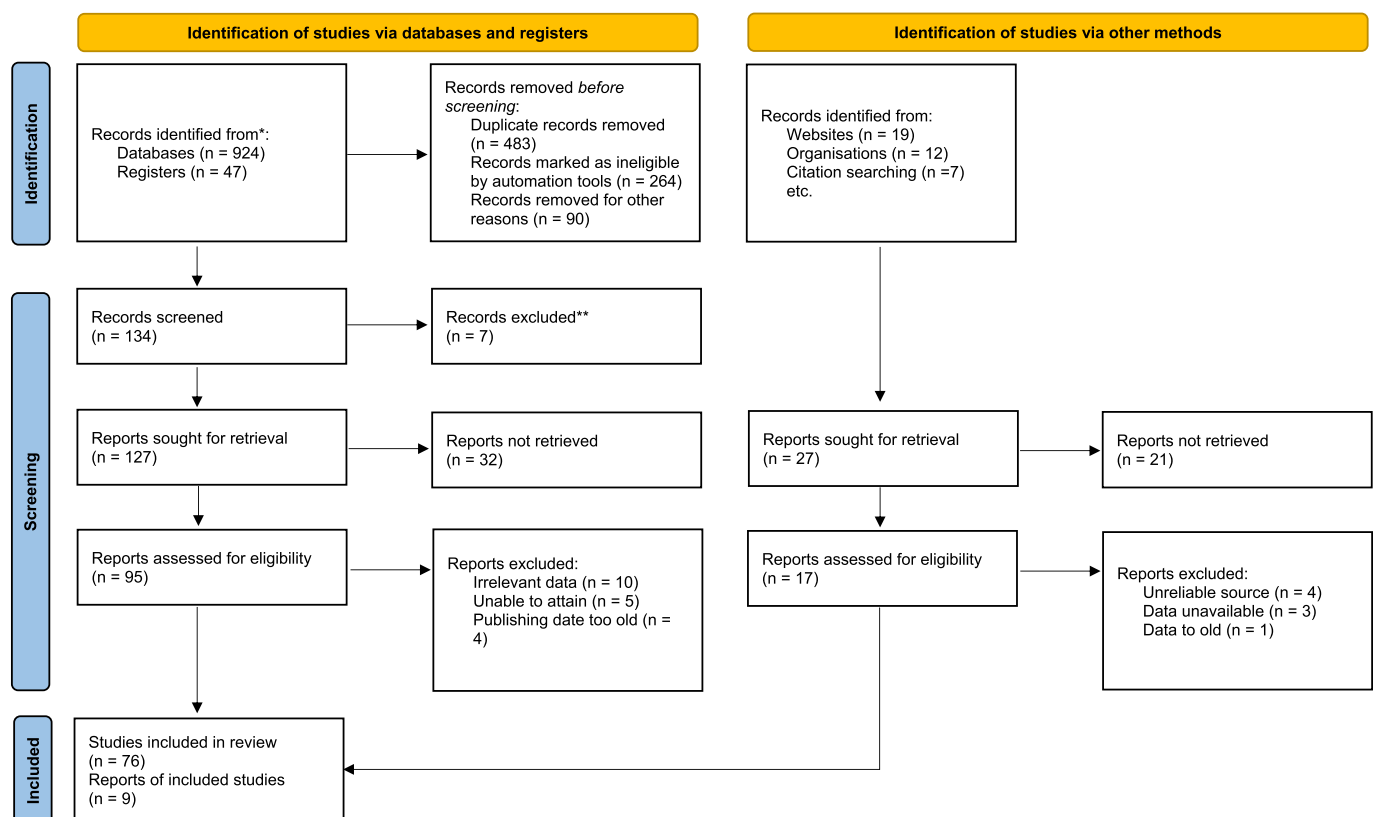 Identification of studies via databases and registers
Identification of studies via other methods
Identification
Records identified from*:
Databases (n = 924)
Registers (n = 47)
Records removed before
screening:
Duplicate records removed
(n = 483)
Records marked as ineligible
by automation tools (n = 264)
Records removed for other
reasons (n = 90)
Records identified from:
Websites (n = 19)
Organisations (n = 12)
Citation searching (n =7)
etc.
Screening
Records screened
(n = 134)
Records excluded**
(n = 7)
Reports sought for retrieval
(n = 127)
Reports not retrieved
(n = 32)
Reports sought for retrieval
(n = 27)
Reports not retrieved
(n = 21)
Reports assessed for eligibility
(n = 95)
Reports excluded:
Irrelevant data (n = 10)
Unable to attain (n = 5)
Publishing date too old (n =
4)
Reports assessed for eligibility
(n = 17)
Reports excluded:
Unreliable source (n = 4)
Data unavailable (n = 3)
Data to old (n = 1)
Included
Studies included in review
(n = 76)
Reports of included studies
(n = 9)